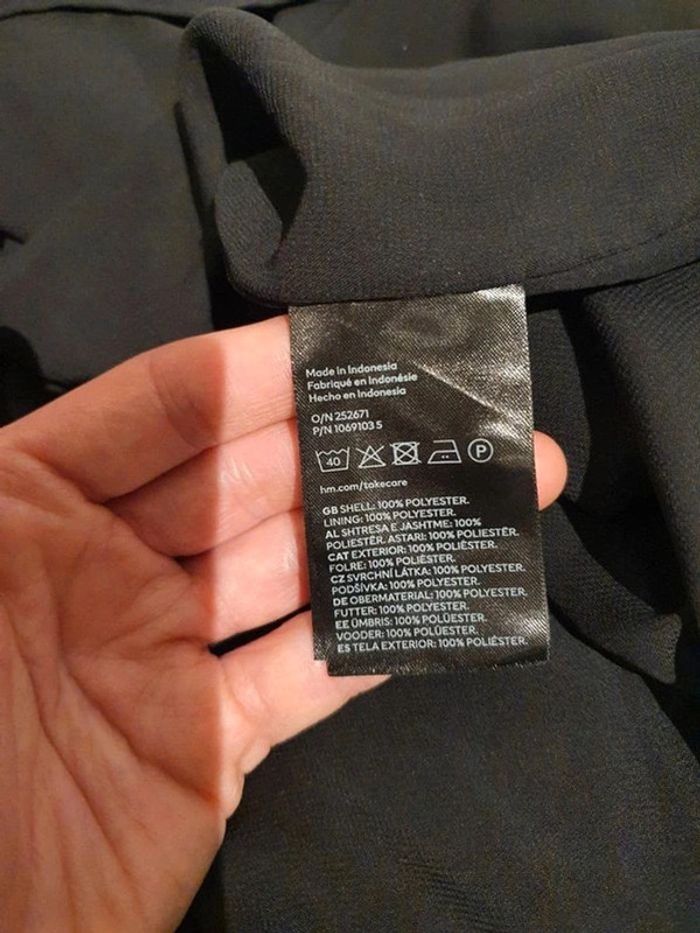 Made in Indonesia
Fabriqué en Indonésie
Hecho en Indonesia
O/N 252671
P/N 1069103 5
40 P
hm.com/takecare
GB SHELL: 100% POLYESTER.
LINING: 100% POLYESTER.
AL SHTRESA E JASHTME: 100%
POLIESTËR. ASTARI: 100% POLIESTËR.
CAT EXTERIOR: 100% POLIÈSTER.
FOLRE: 100% POLIÈSTER.
CZ SVRCHNÍ LÁTKA: 100% POLYESTER.
PODŠÍVKA: 100% POLYESTER.
DE OBERMATERIAL: 100% POLYESTER.
FUTTER: 100% POLYESTER.
EE ÜMBRIS: 100% POLÜESTER.
VOODER: 100% POLÜESTER.
ES TELA EXTERIOR: 100% POLIÉSTER.